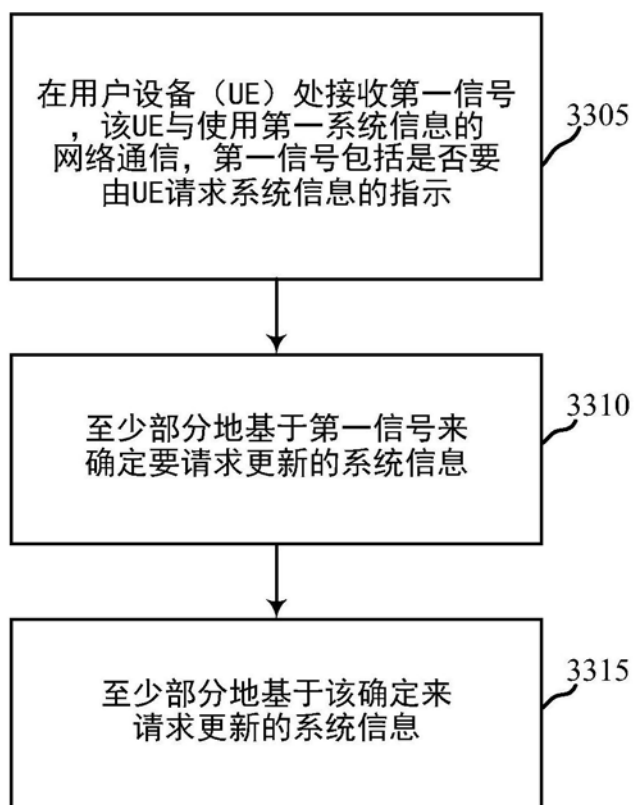 在用户设备（UE）处接收第一信号
，该UE与使用第一系统信息的
网络通信，第一信号包括是否要
由UE请求系统信息的指示
3305
至少部分地基于第一信号来
确定要请求更新的系统信息
3310
至少部分地基于该确定来
请求更新的系统信息
3315